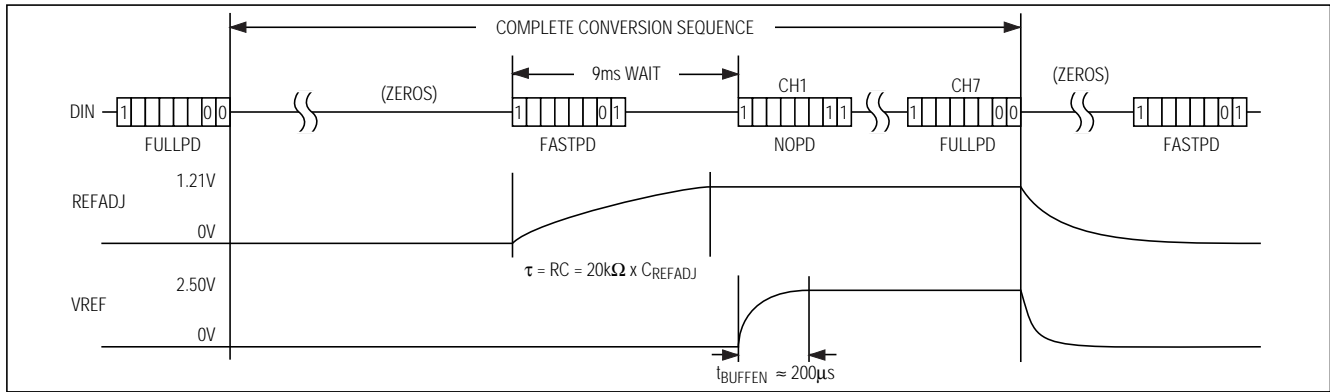 COMPLETE CONVERSION SEQUENCE
9ms WAIT
(ZEROS)
CH1
CH7
(ZEROS)
DIN
1 0 0
1 0 1
1 1 1
1 0 0
1 0 1
FULLPD
FASTPD
NOPD
FULLPD
FASTPD
1.21V
REFADJ
0V
τ = RC = 20kΩ x CREFADJ
2.50V
VREF
0V
tBUFFEN ≈ 200µs